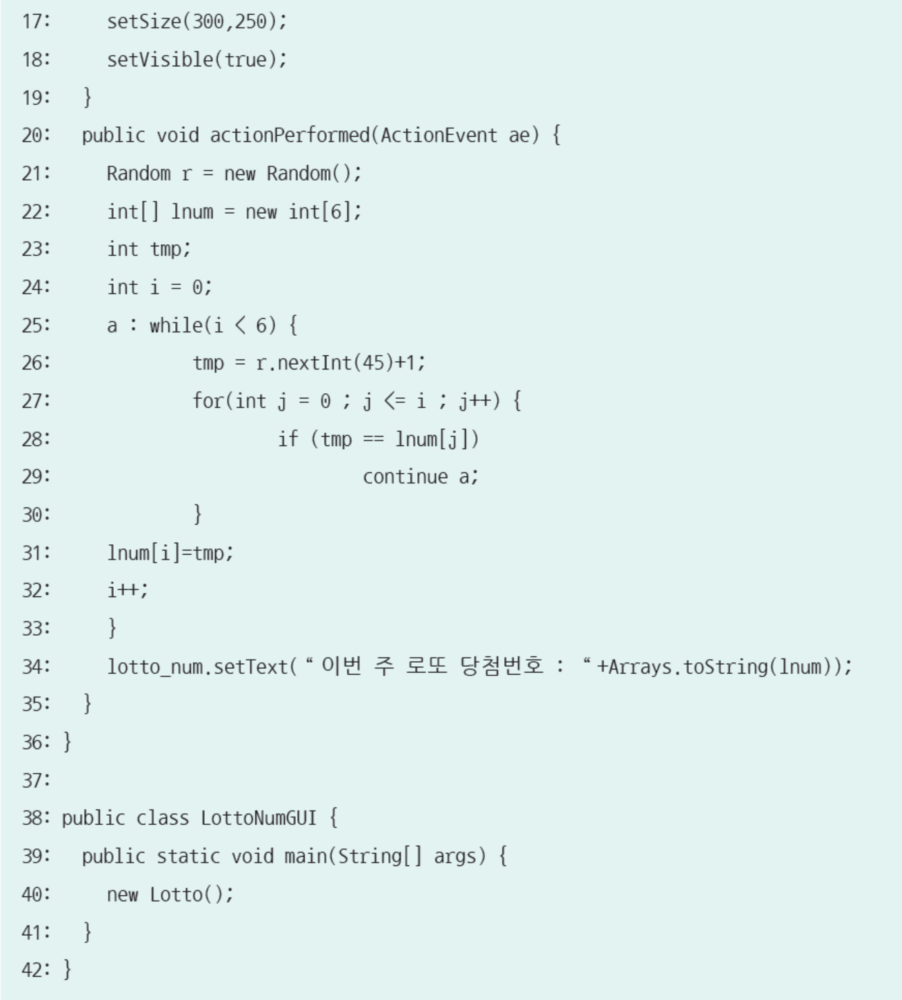 17:     setSize(300,250);
18:     setVisible(true);
19:   }
20:   public void actionPerformed(ActionEvent ae) {
21:     Random r = new Random();
22:     int[] lnum = new int[6];
23:     int tmp;
24:     int i = 0;
25:     a : while(i < 6) {
26:             tmp = r.nextInt(45)+1;
27:             for(int j = 0 ; j <= i ; j++) {
28:                     if (tmp == lnum[j])
29:                             continue a;
30:             }
31:     lnum[i]=tmp;
32:     i++;
33:     }
34:     lotto_num.setText( “ 이번 주 로또 당첨번호 :  “ +Arrays.toString(lnum));
35:   }
36: }
37:
38: public class LottoNumGUI {
39:   public static void main(String[] args) {
40:     new Lotto();
41:   }
42: }